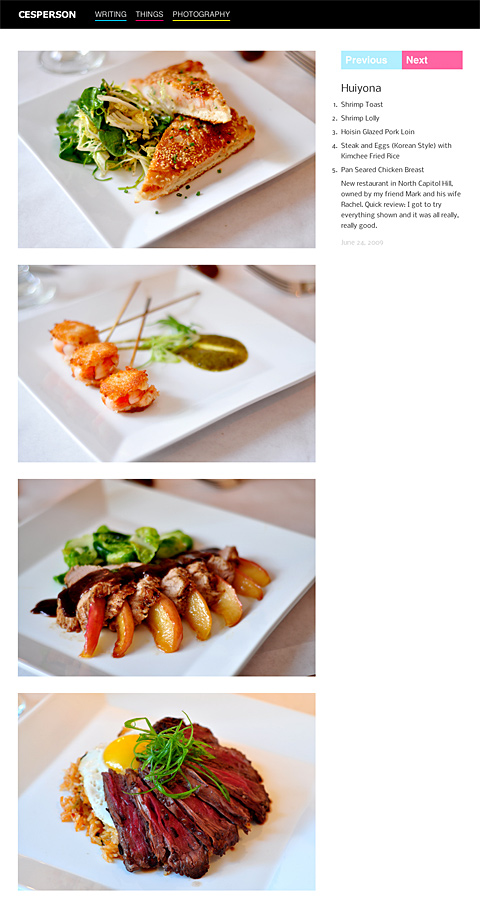 CESPERSON WRITING THINGS PHOTOGRAPHY
Previous Next
Huiyona
1. Shrimp Toast
2. Shrimp Lolly
3. Hoisin Glazed Pork Loin
4. Steak and Eggs (Korean Style) with
Kimchee Fried Rice
5. Pan Seared Chicken Breast
New restaurant in North Capitol Hill,
owned by my friend Mark and his wife
Rachel. Quick review: I got to try
everything shown and it was all really,
really good.
June 24, 2009